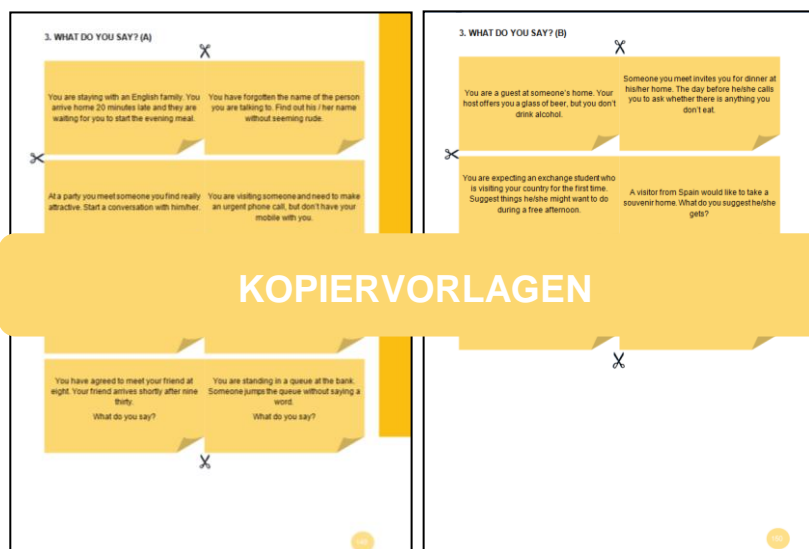 3. WHAT DO YOU SAY? (A)
You are staying with an English family. You
arrive home 20 minutes late and they are
waiting for you to start the evening meal.
You have forgotten the name of the person
you are talking to. Find out his / her name
without seeming rude.
At a party you meet someone you find really
attractive. Start a conversation with him/her.
You are visiting someone and need to make
an urgent phone call, but don't have your
mobile with you.
You have agreed to meet your friend at
eight. Your friend arrives shortly after nine
thirty.
What do you say?
You are standing in a queue at the bank.
Someone jumps the queue without saying a
word.
What do you say?
3. WHAT DO YOU SAY? (B)
You are a guest at someone's home. Your
host offers you a glass of beer, but you don't
drink alcohol.
Someone you meet invites you for dinner at
his/her home. The day before he/she calls
you to ask whether there is anything you
don't eat.
You are expecting an exchange student who
is visiting your country for the first time.
Suggest things he/she might want to do
during a free afternoon.
A visitor from Spain would like to take a
souvenir home. What do you suggest he/she
gets?
KOPIERVORLAGEN